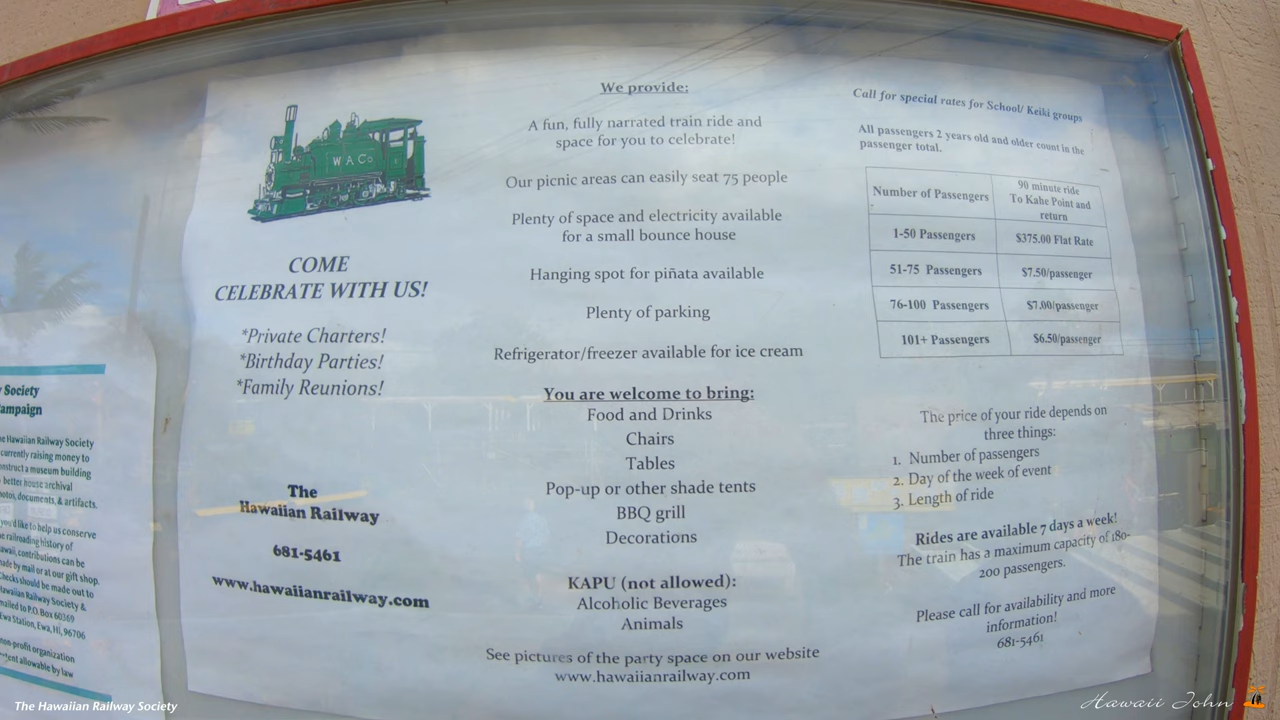 W A Co
COME
CELEBRATE WITH US!
*Private Charters!
*Birthday Parties!
*Family Reunions!
The
Hawaiian Railway
681-5461
www.hawaiianrailway.com
We provide:
A fun, fully narrated train ride and
space for you to celebrate!
Our picnic areas can easily seat 75 people
Plenty of space and electricity available
for a small bounce house
Hanging spot for piñata available
Plenty of parking
Refrigerator/freezer available for ice cream
You are welcome to bring:
Food and Drinks
Chairs
Tables
Pop-up or other shade tents
BBQ grill
Decorations
KAPU (not allowed):
Alcoholic Beverages
Animals
See pictures of the party space on our website
www.hawaiianrailway.com
Call for special rates for School/ Keiki groups
All passengers 2 years old and older count in the
passenger total.
Number of Passengers
90 minute ride
To Kahe Point and
return
1-50 Passengers
$375.00 Flat Rate
51-75 Passengers
$7.50/passenger
76-100 Passengers
$7.00/passenger
101+ Passengers
$6.50/passenger
The price of your ride depends on
three things:
1. Number of passengers
2. Day of the week of event
3. Length of ride
Rides are available 7 days a week!
The train has a maximum capacity of 180-
200 passengers.
Please call for availability and more
information!
681-5461
Society
Hawaiian Railway Society
currently raising money to
museum building
better house archival
documents, & artifacts.
like to help us conserve
railroading history of
contributions can be
by mail or at our gift shop.
should be made out to
Hawaiian Railway Society &
to P.O. Box 60369
Ewa Station, Ewa, HI, 96706
non-profit organization
allowable by law
The Hawaiian Railway Society
Hawaii John